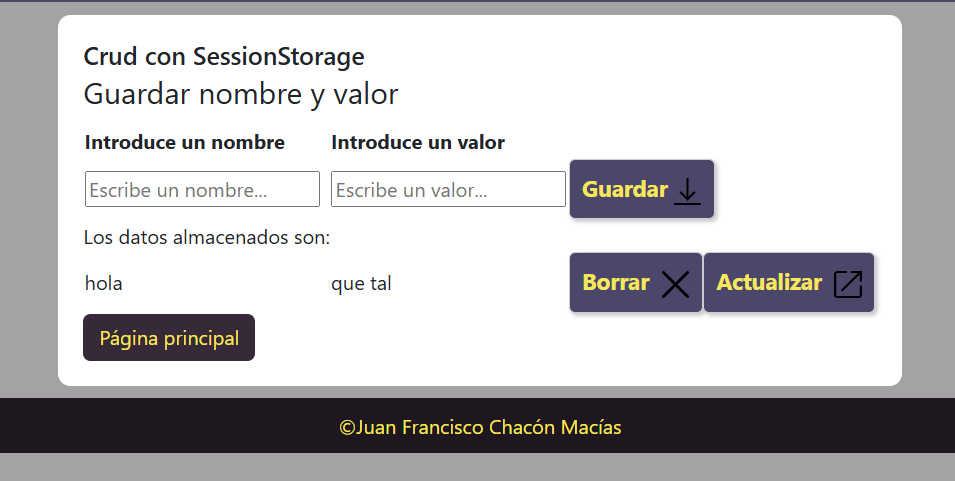 Crud con SessionStorage
Guardar nombre y valor
Introduce un nombre Introduce un valor
Escribe un nombre... Escribe un valor... Guardar
Los datos almacenados son:
hola que tal Borrar Actualizar
Página principal
©Juan Francisco Chacón Macías